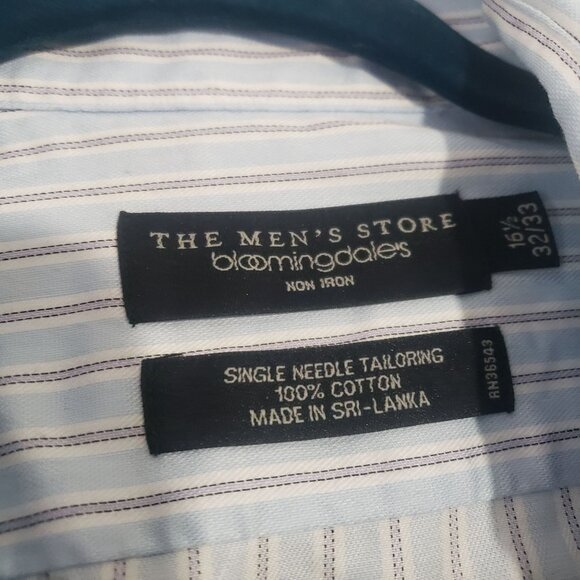 THE MEN'S STORE
bloomingdale's
NON IRON
16½
32/33
SINGLE NEEDLE TAILORING
100% COTTON
MADE IN SRI-LANKA
RN36543